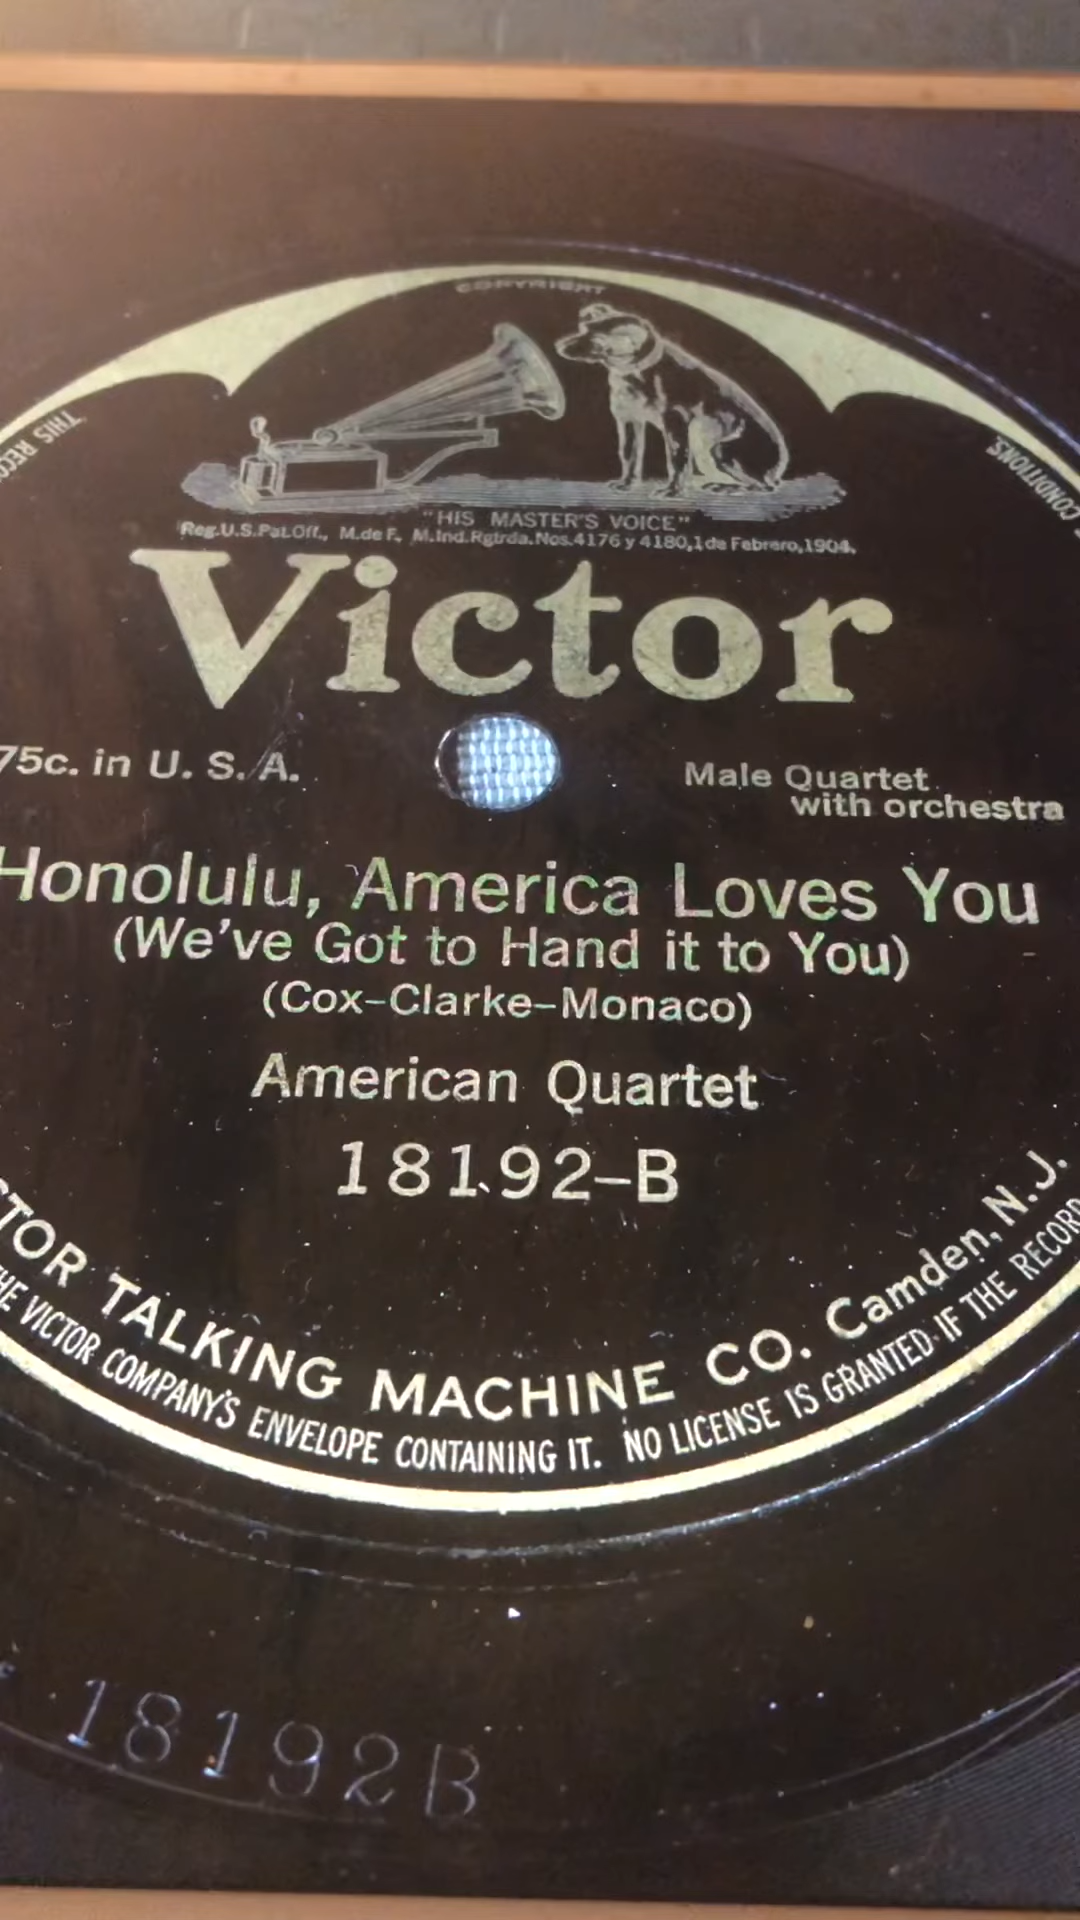 COPYRIGHT
THIS RECO
CONDITIONS.
"HIS MASTER'S VOICE"
Reg.U.S.Pat.Off., M.de F., M.Ind.Rgtrda.Nos.4176 y 4180,1 de Febrero,1904.
Victor
75c. in U. S. A.
Male Quartet
with orchestra
Honolulu, America Loves You
(We've Got to Hand it to You)
(Cox–Clarke–Monaco)
American Quartet
18192–B
TOR TALKING MACHINE CO. Camden, N.J.
HE VICTOR COMPANY'S ENVELOPE CONTAINING IT. NO LICENSE IS GRANTED IF THE RECORD
18192B